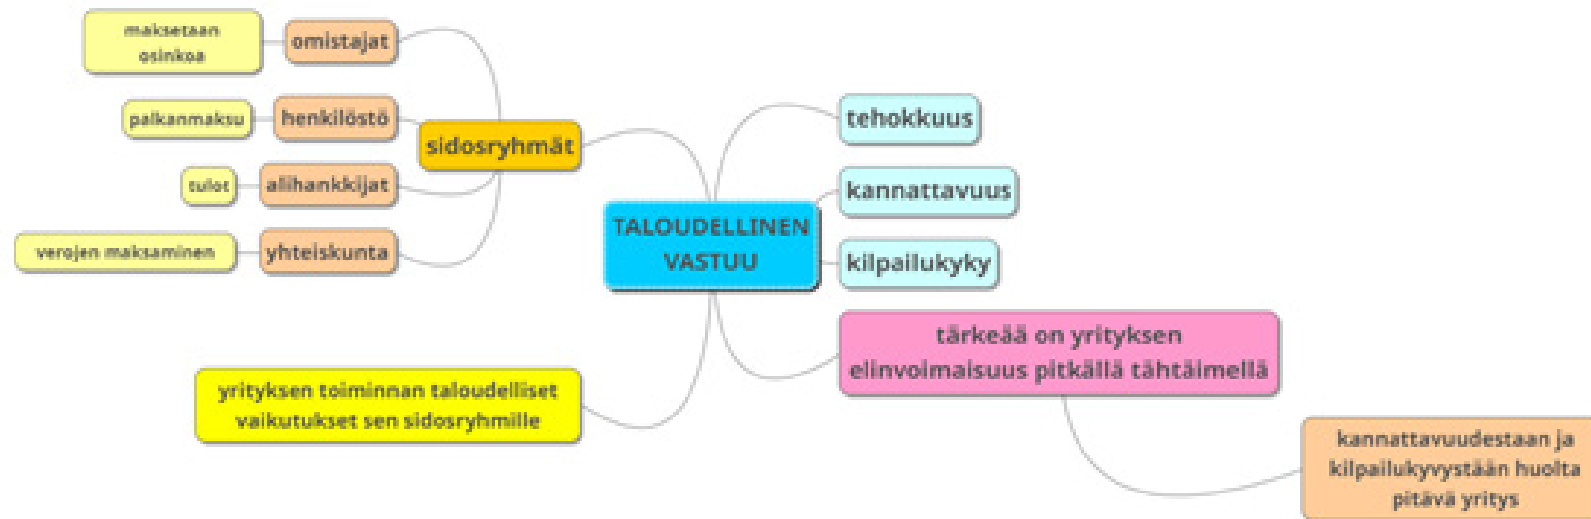 maksetaan
osinkoa
omistajat
palkanmaksu
henkilöstö
tulot
alihankkijat
verojen maksaminen
yhteiskunta
sidosryhmät
TALOUDELLINEN
VASTUU
tehokkuus
kannattavuus
kilpailukyky
tärkeää on yrityksen
elinvoimaisuus pitkällä tähtäimellä
yrityksen toiminnan taloudelliset
vaikutukset sen sidosryhmille
kannattavuudestaan ja
kilpailukyvystään huolta
pitävä yritys